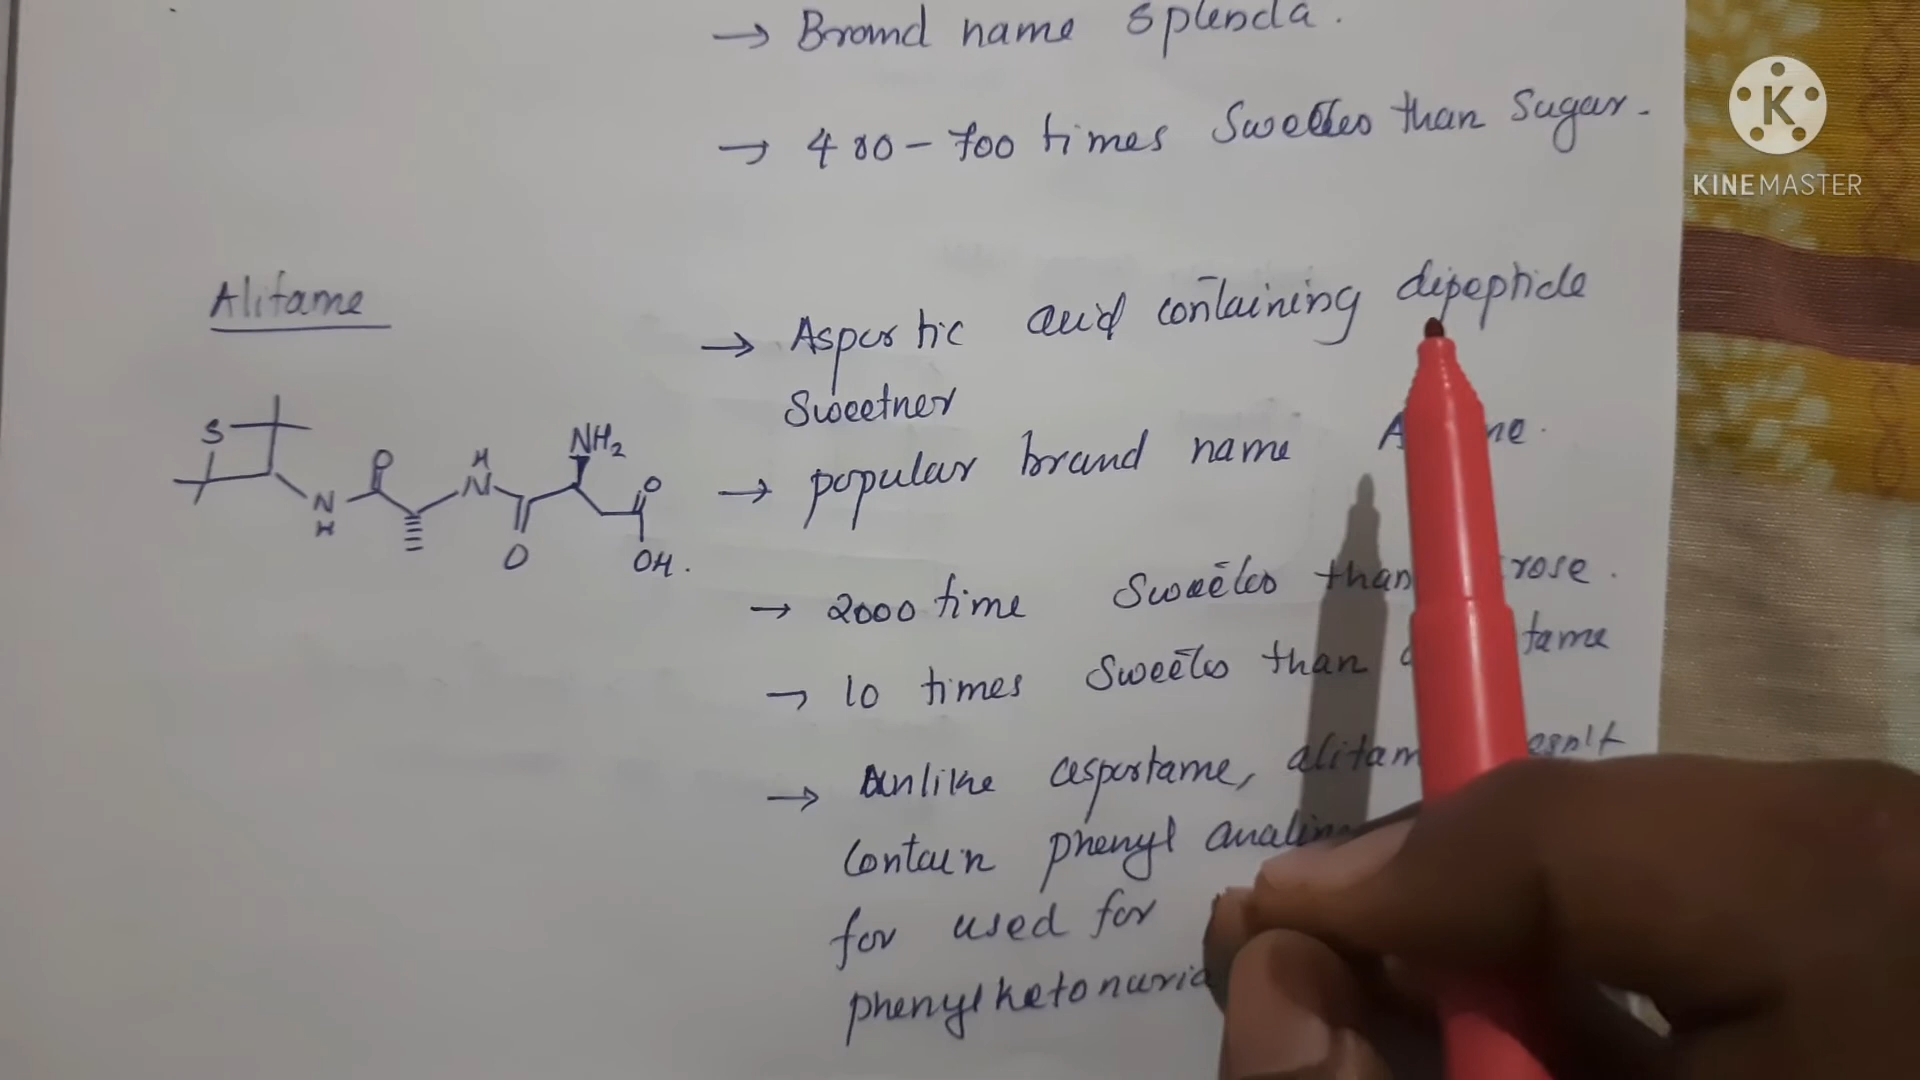 → Brand name Splenda.
→ 400 - 700 times Sweeter than Sugar.
KINEMASTER
Alitame
→ Aspartic acid containing dipeptide
Sweetner
→ popular brand name
→ 2000 time Sweeter than
→ 10 times Sweeter than
→ unlike aspartame,
contain phenyl
for used for
phenylketonuria
S
N
H
O
H
N
O
NH2
O
OH.